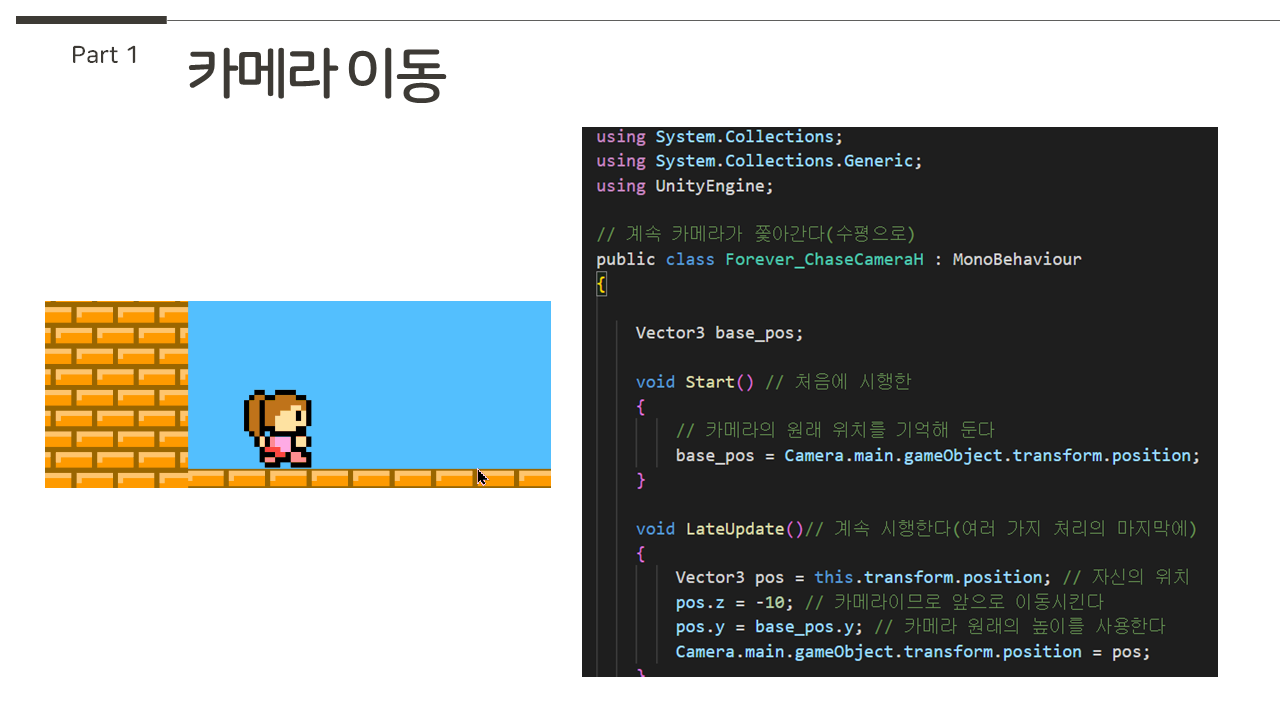 Part 1
카메라 이동
using System.Collections;
using System.Collections.Generic;
using UnityEngine;
// 계속 카메라가 쫓아간다(수평으로)
public class Forever_ChaseCameraH : MonoBehaviour
{
Vector3 base_pos;
void Start() // 처음에 시행한
{
// 카메라의 원래 위치를 기억해 둔다
base_pos = Camera.main.gameObject.transform.position;
}
void LateUpdate()// 계속 시행한다(여러 가지 처리의 마지막에)
{
Vector3 pos = this.transform.position; // 자신의 위치
pos.z = -10; // 카메라이므로 앞으로 이동시킨다
pos.y = base_pos.y; // 카메라 원래의 높이를 사용한다
Camera.main.gameObject.transform.position = pos;
}